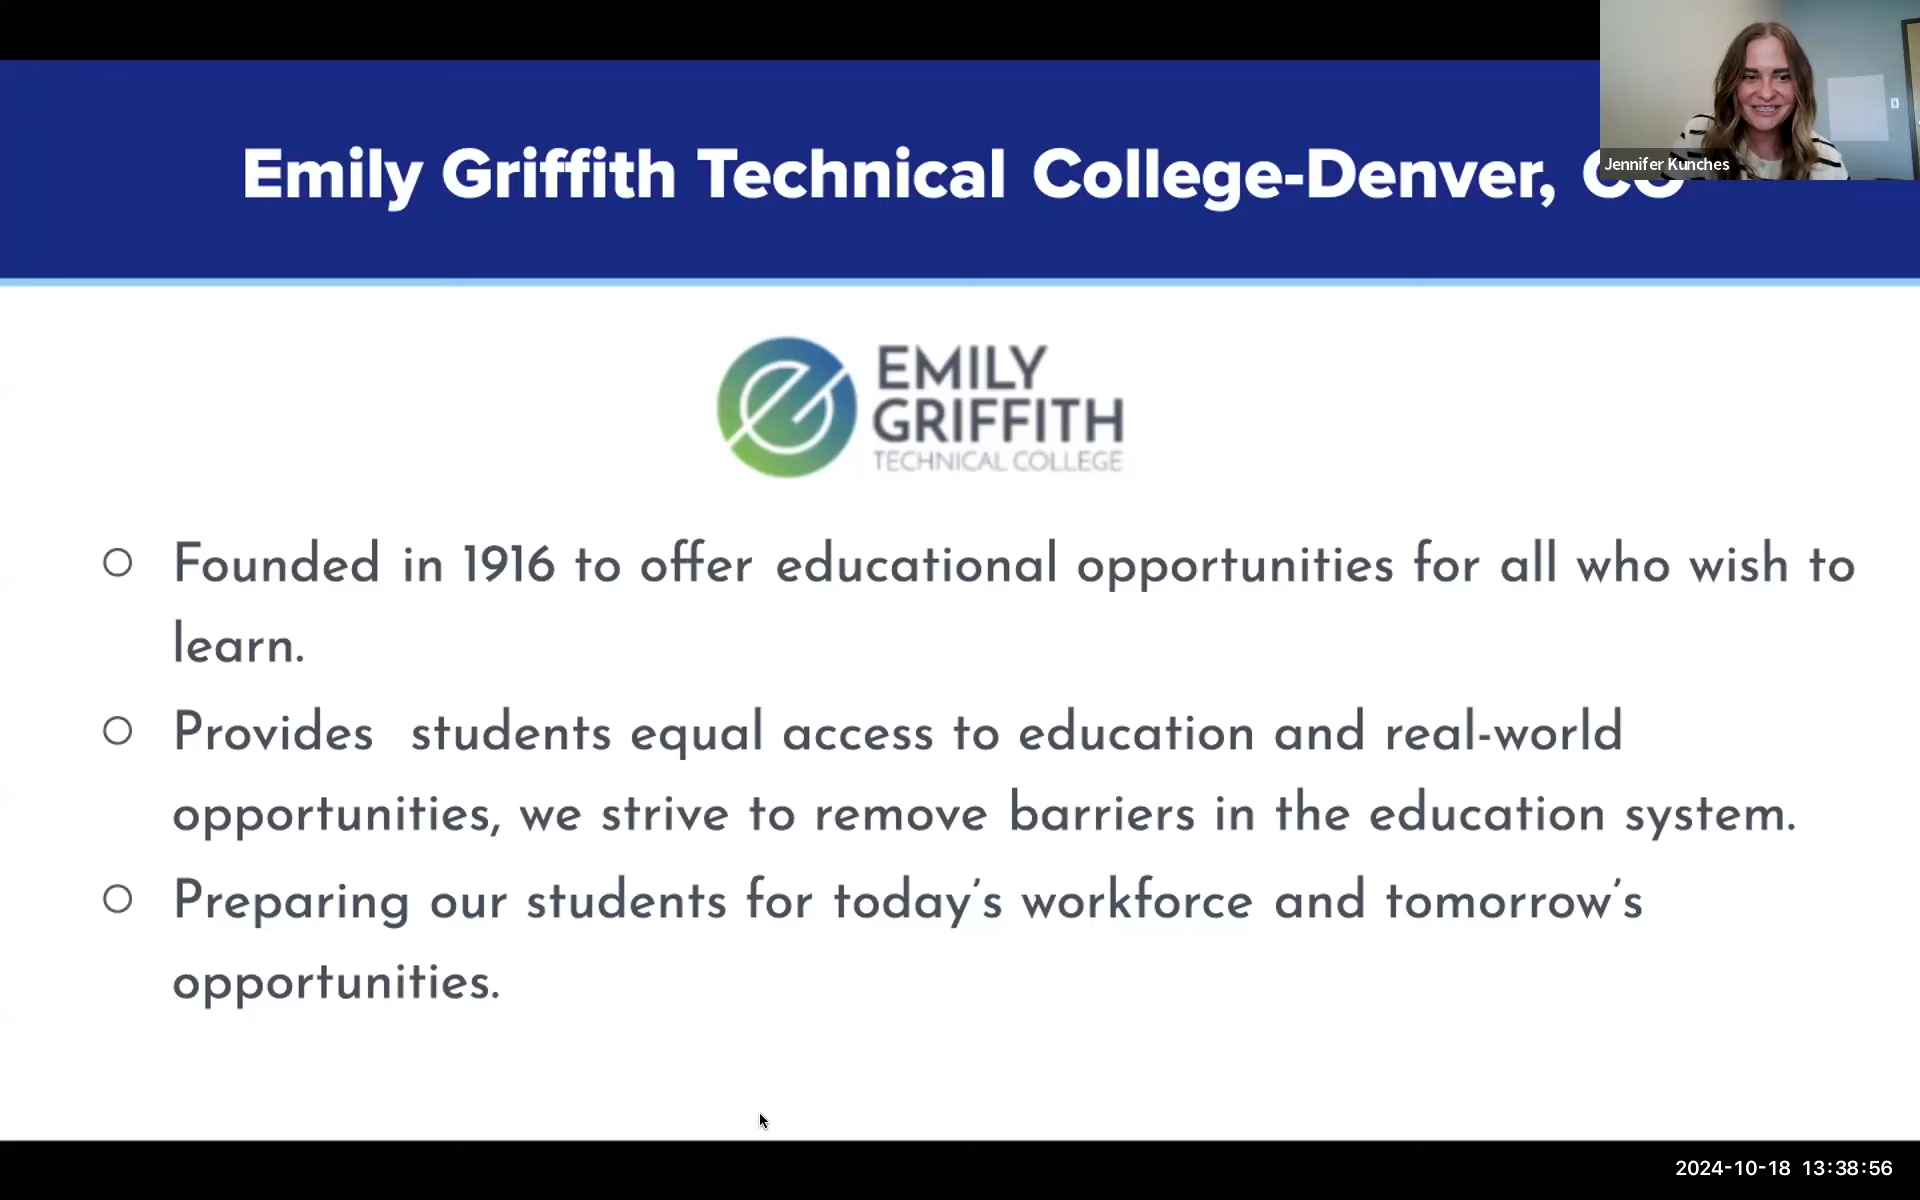 Emily Griffith Technical College-Denver, CO
Jennifer Kunches
EMILY
GRIFFITH
TECHNICAL COLLEGE
Founded in 1916 to offer educational opportunities for all who wish to
learn.
Provides  students equal access to education and real-world
opportunities, we strive to remove barriers in the education system.
Preparing our students for today’s workforce and tomorrow’s
opportunities.
2024-10-18 13:38:56